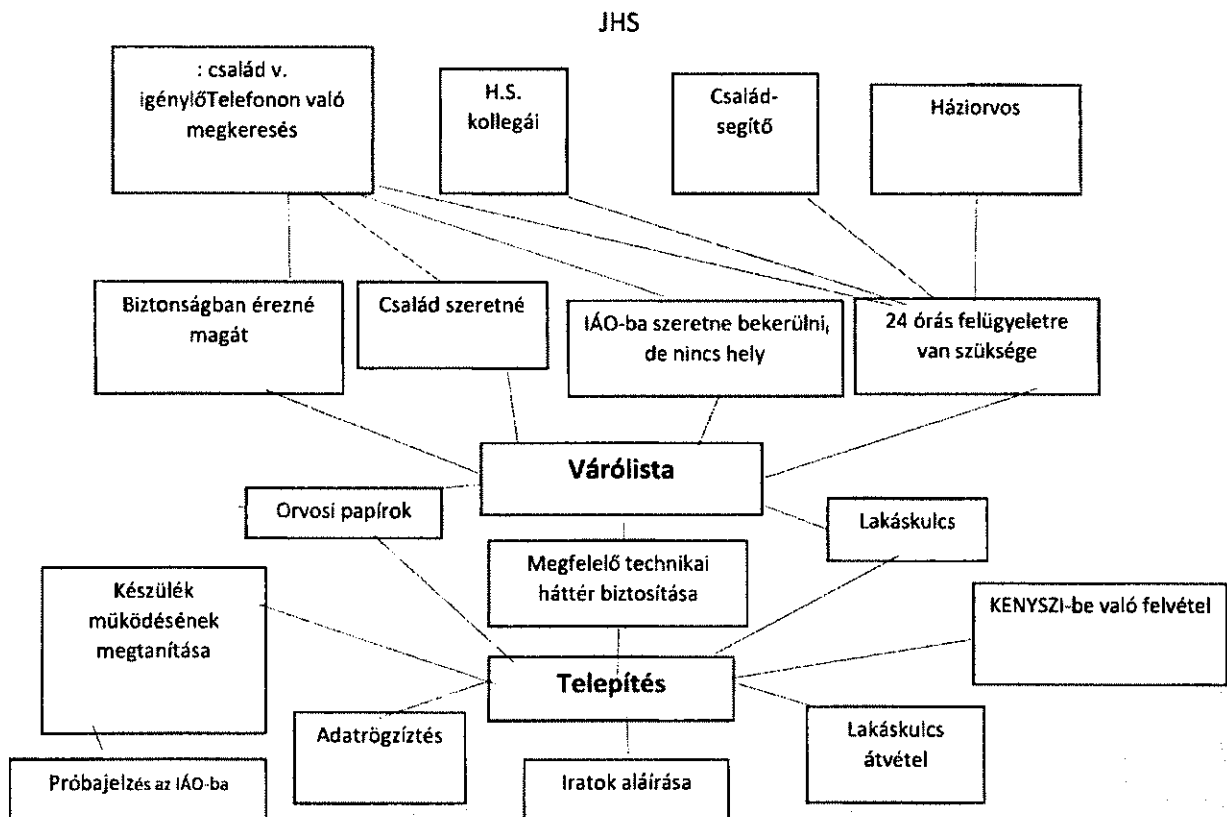 JHS
: család v.
igénylőTelefonon való
megkeresés
H.S.
kollegái
Család-
segítő
Háziorvos
Biztonságban érezné
magát
Család szeretné
IÁO-ba szeretne bekerülni,
de nincs hely
24 órás felügyeletre
van szüksége
Várólista
Orvosi papírok
Lakáskulcs
Megfelelő technikai
háttér biztosítása
Készülék
működésének
megtanítása
KENYSZI-be való felvétel
Telepítés
Adatrögzíztés
Lakáskulcs
átvétel
Próbajelzés az IÁO-ba
Iratok aláírása